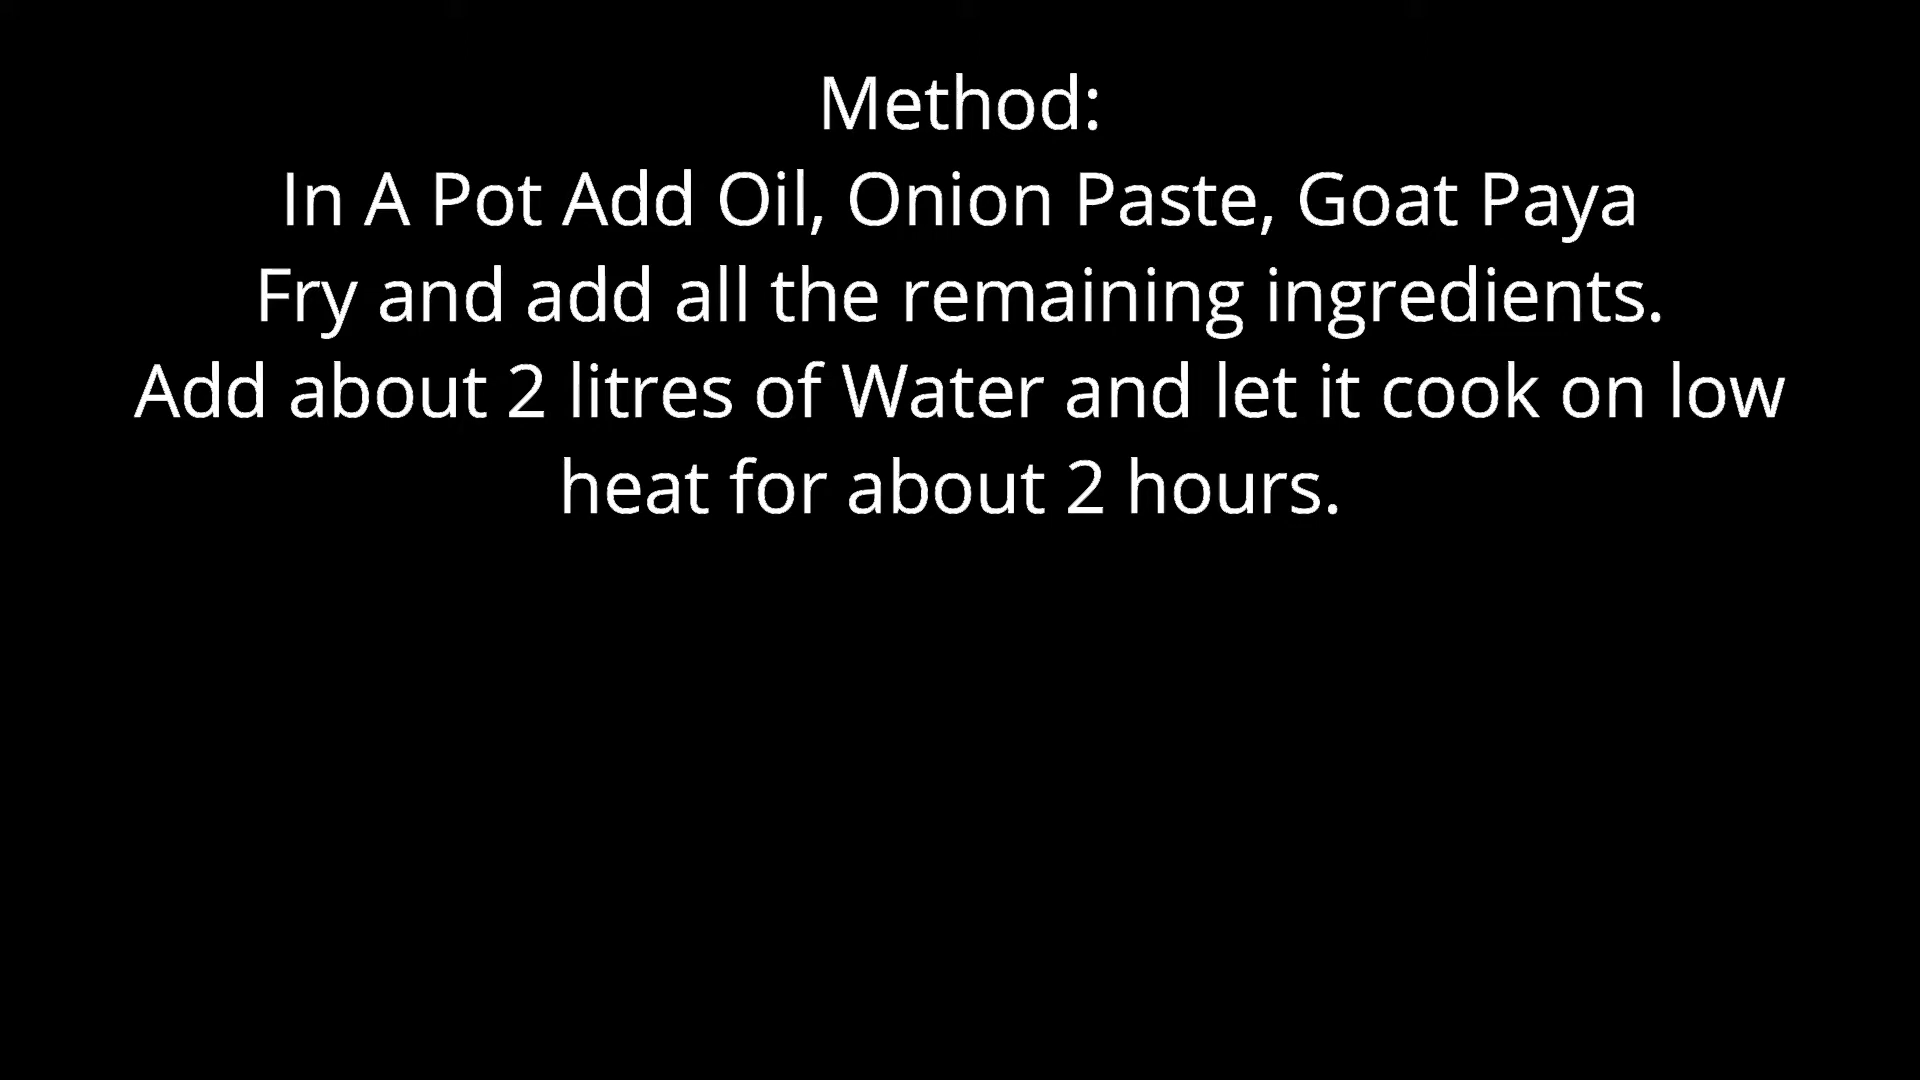 Method:
In A Pot Add Oil, Onion Paste, Goat Paya
Fry and add all the remaining ingredients.
Add about 2 litres of Water and let it cook on low
heat for about 2 hours.